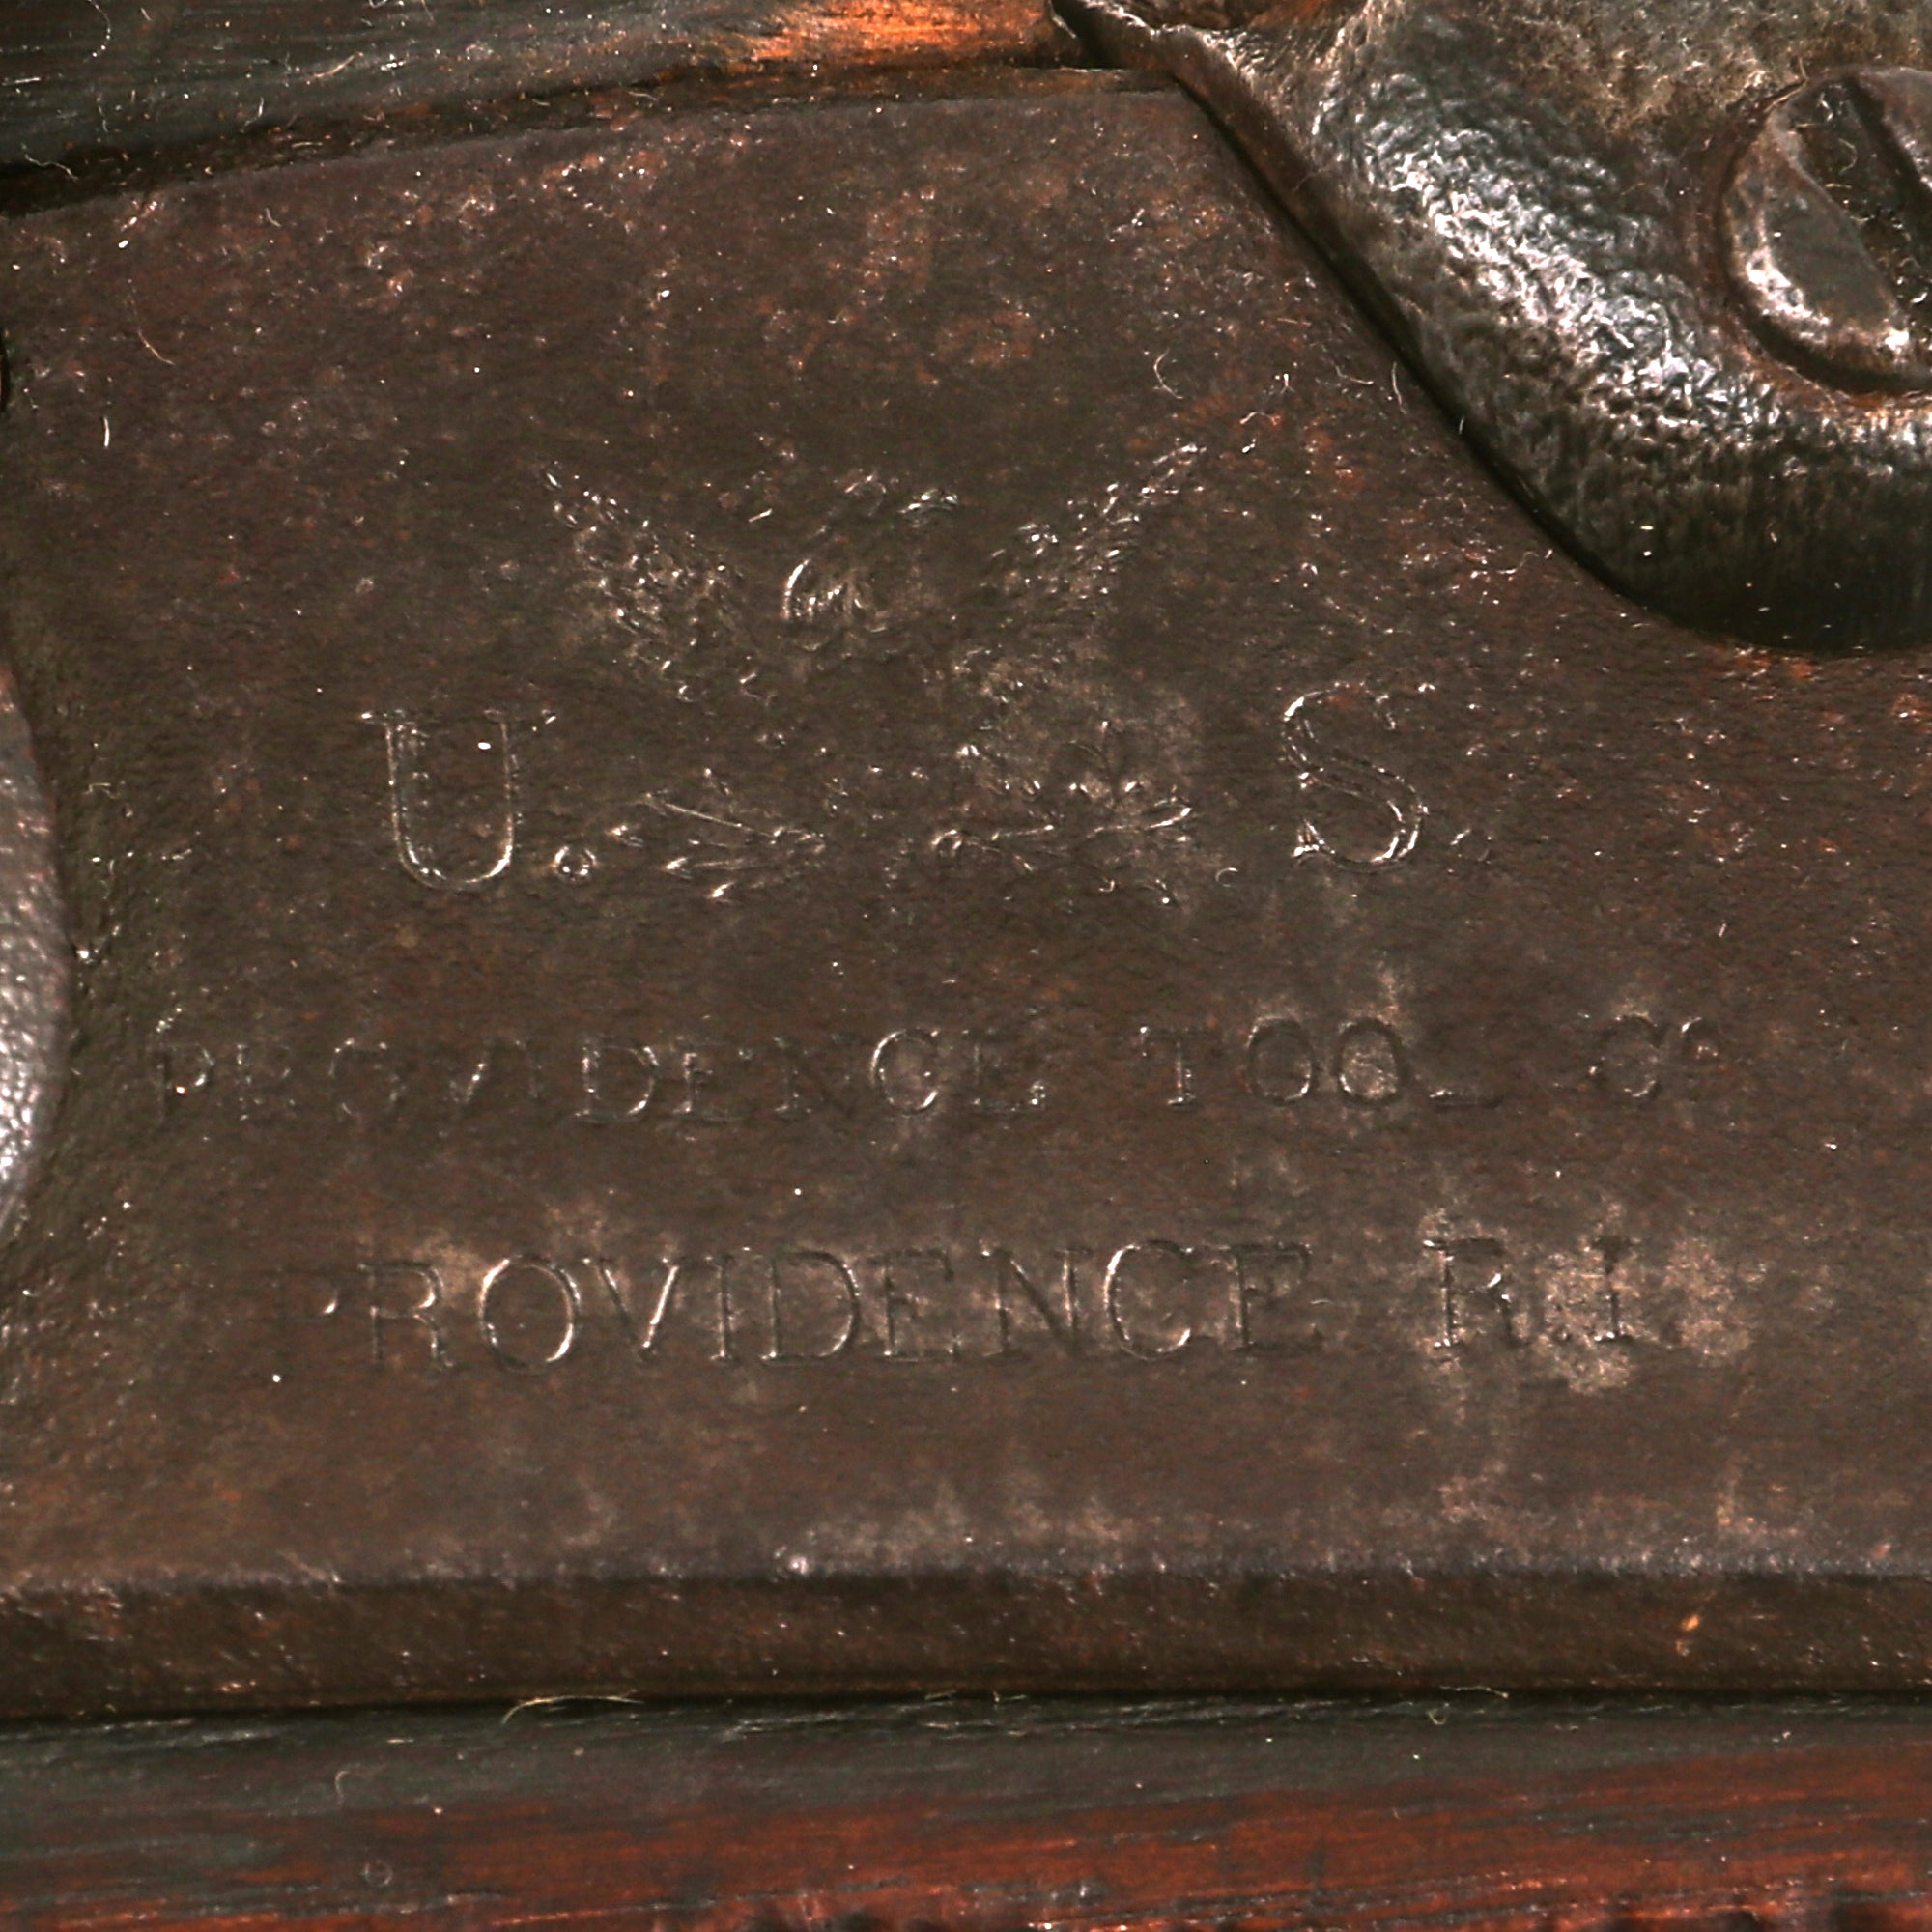 U. S.
PROVIDENCE TOOL Co
PROVIDENCE R.I.